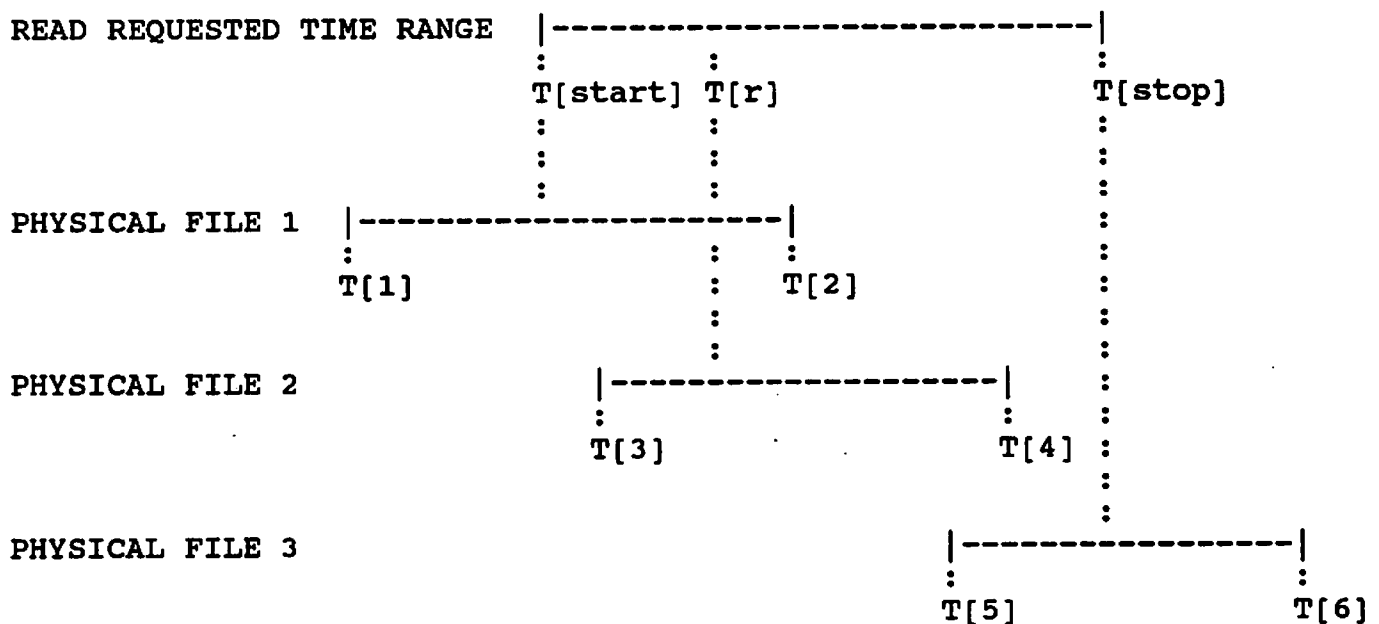 READ REQUESTED TIME RANGE |-----------------------------|
T[start] T[r] T[stop]
PHYSICAL FILE 1 |----------------------|
T[1] T[2]
PHYSICAL FILE 2 |--------------------|
T[3] T[4]
PHYSICAL FILE 3 |-----------------|
T[5] T[6]